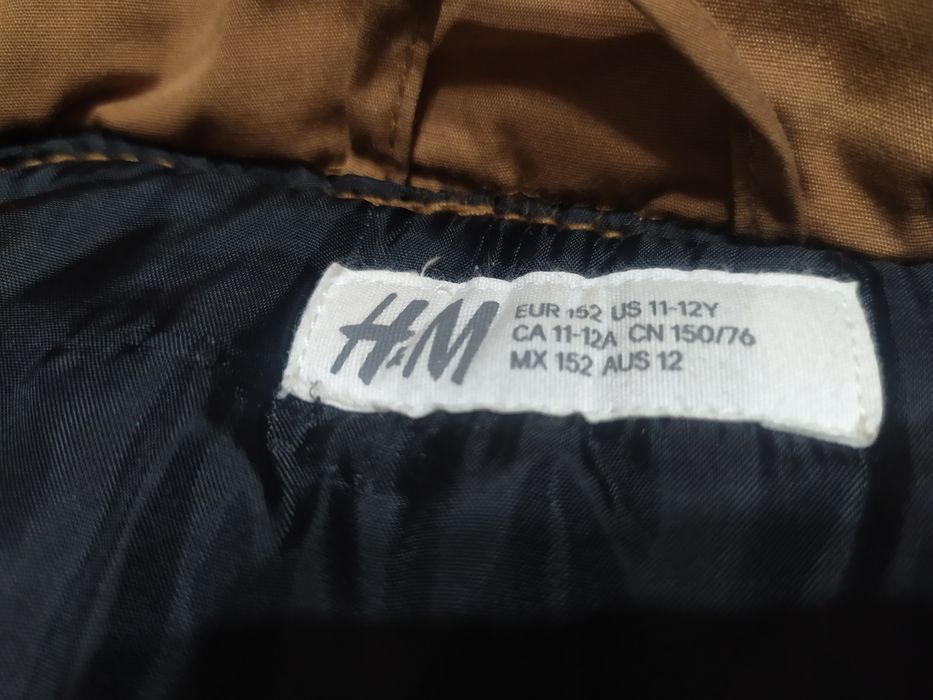 H&M
EUR 152 US 11-12Y
CA 11-12A CN 150/76
MX 152 AUS 12